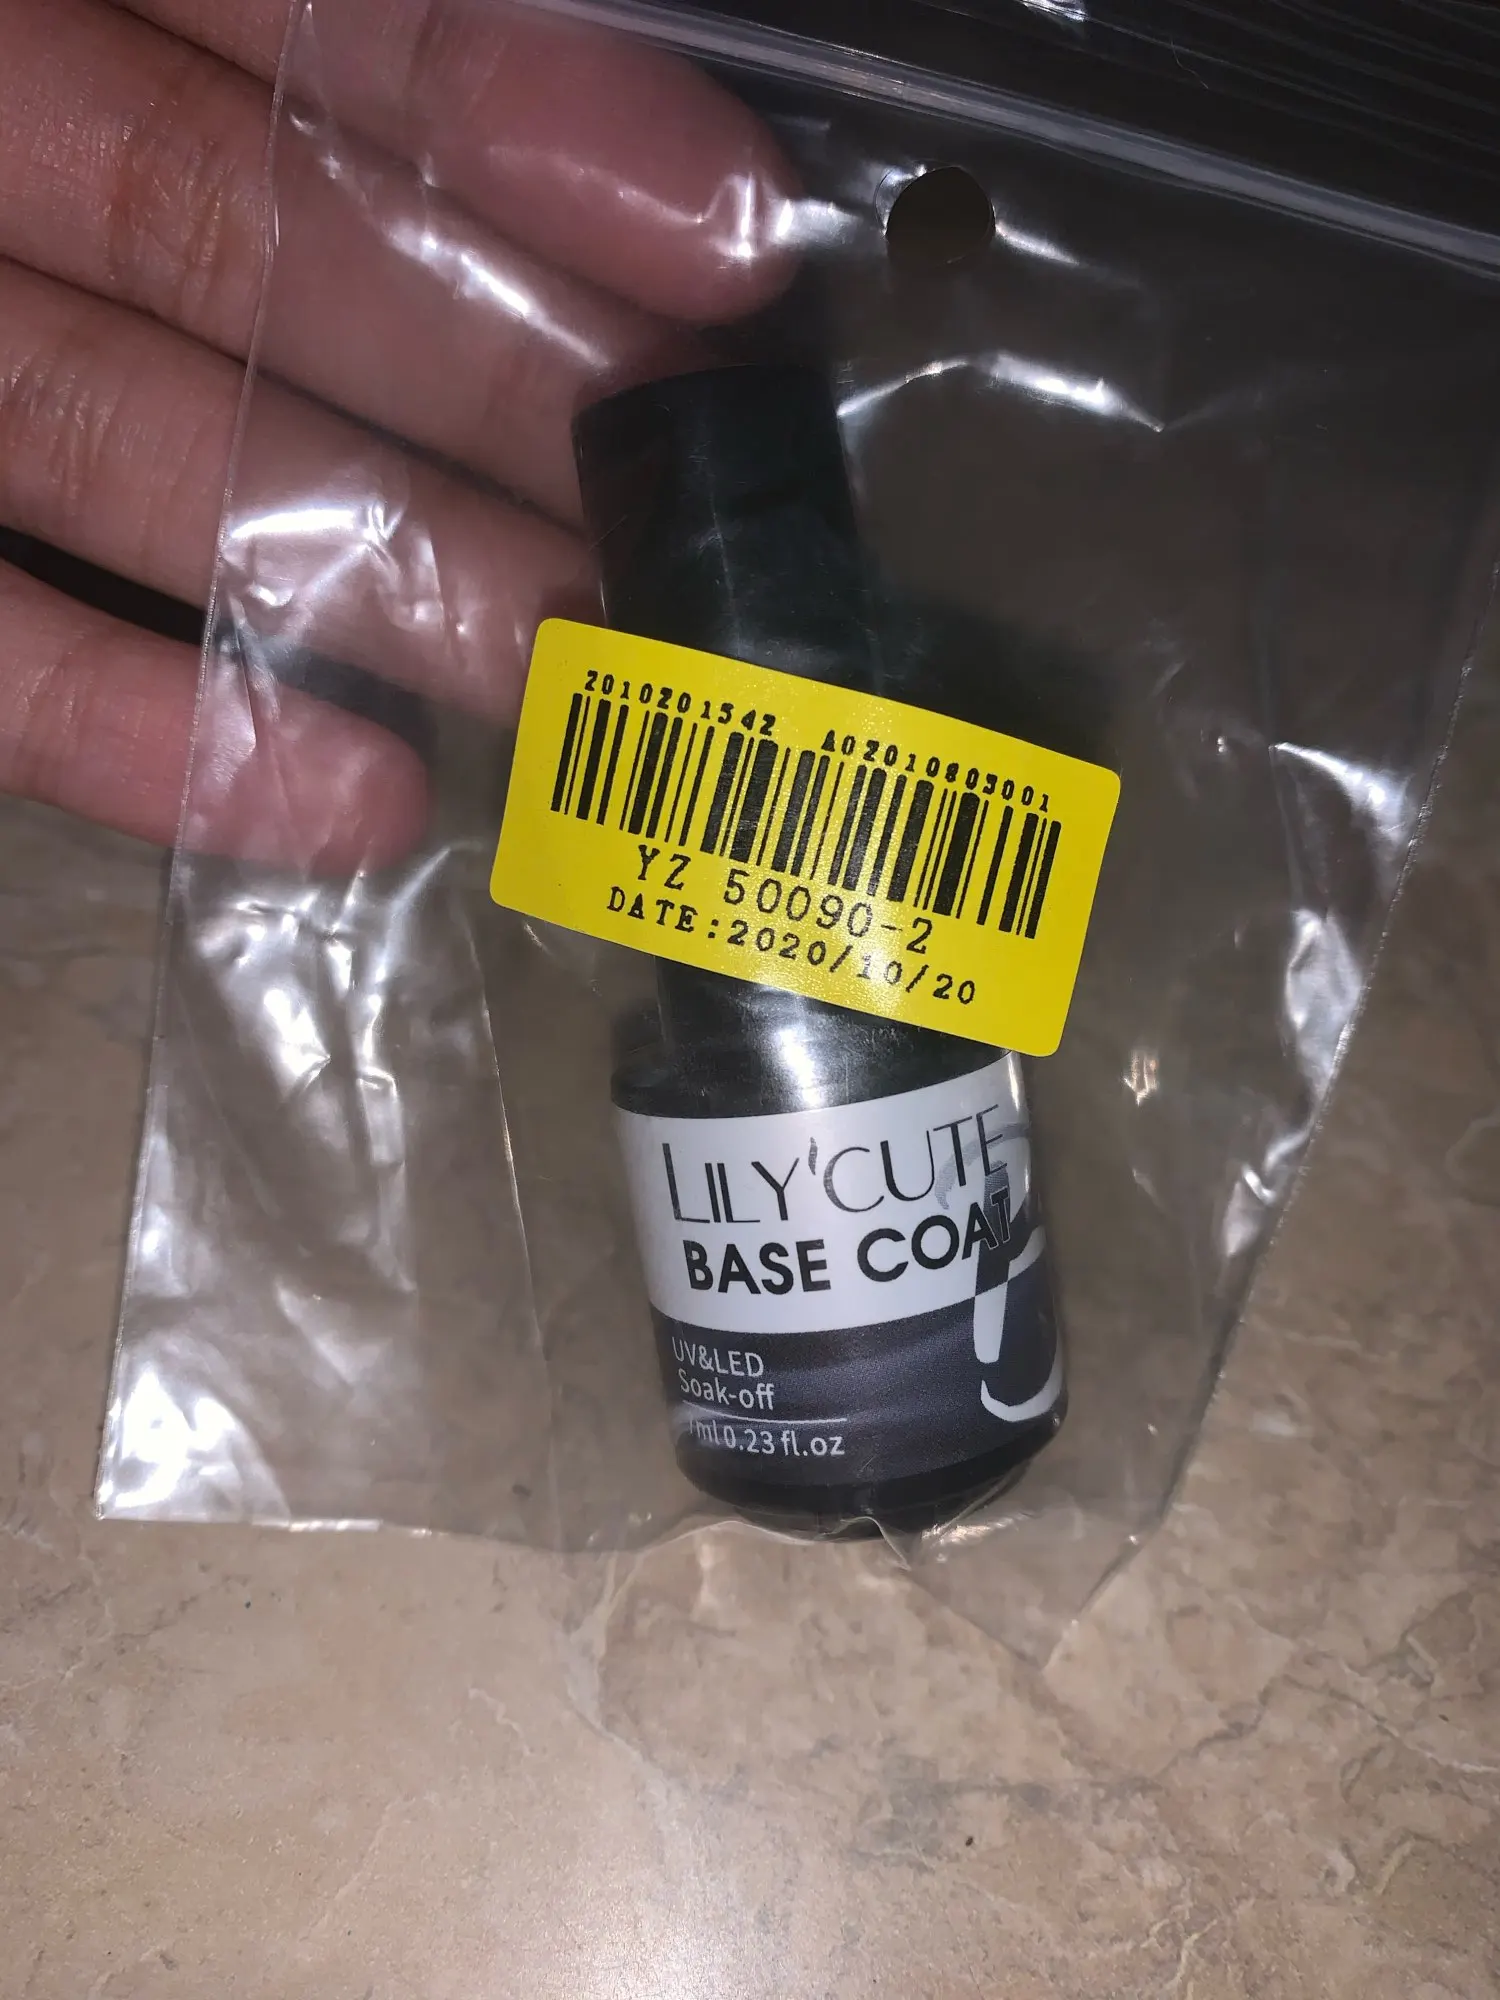 2010201542 A02010803001
YZ 50090-2
DATE:2020/10/20
LILY'CUTE
BASE COAT
UV&LED
Soak-off
7ml 0.23 fl.oz